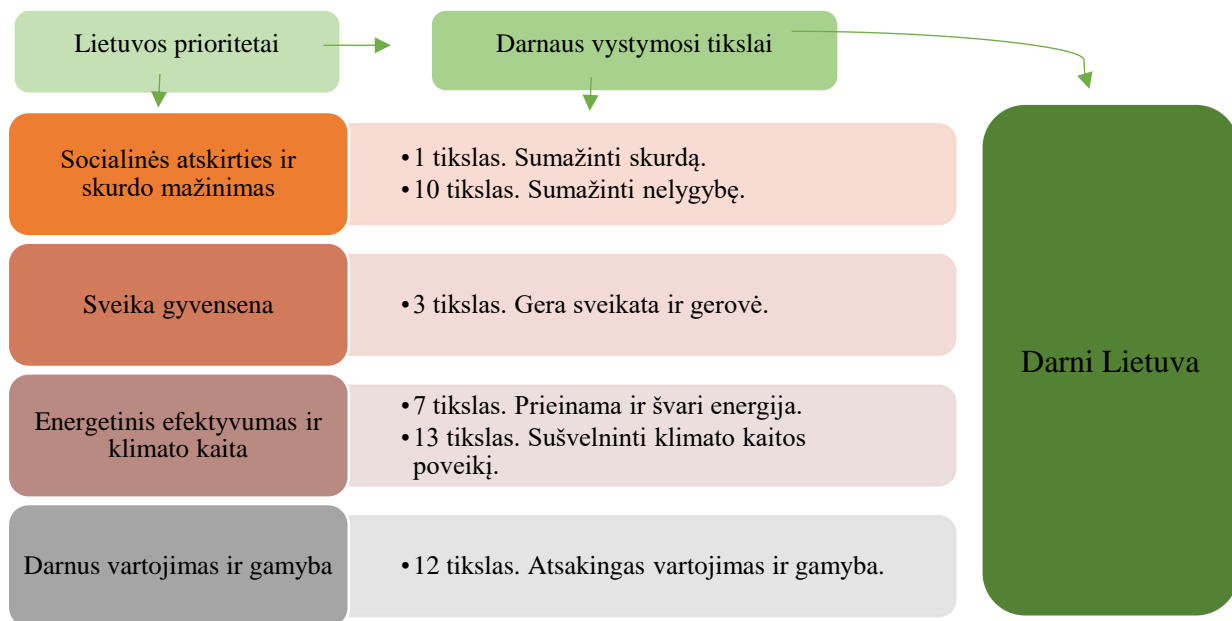 Lietuvos prioritetai
Darnaus vystymosi tikslai
Socialinės atskirties ir
skurdo mažinimas
•1 tikslas. Sumažinti skurdą.
•10 tikslas. Sumažinti nelygybę.
Sveika gyvensena
•3 tikslas. Gera sveikata ir gerovė.
Energetinis efektyvumas ir
klimato kaita
•7 tikslas. Prieinama ir švari energija.
•13 tikslas. Sušvelninti klimato kaitos
poveikį.
Darnus vartojimas ir gamyba
•12 tikslas. Atsakingas vartojimas ir gamyba.
Darni Lietuva